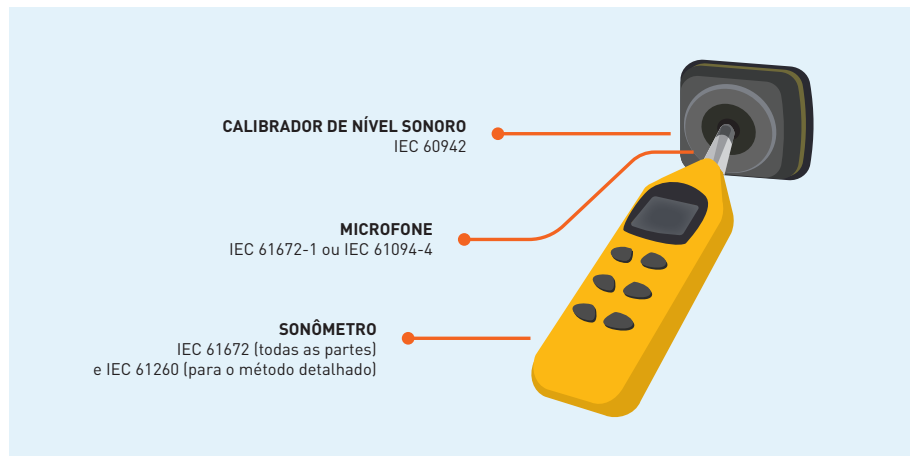 CALIBRADOR DE NÍVEL SONORO
IEC 60942
MICROFONE
IEC 61672-1 ou IEC 61094-4
SONÔMETRO
IEC 61672 (todas as partes)
e IEC 61260 (para o método detalhado)